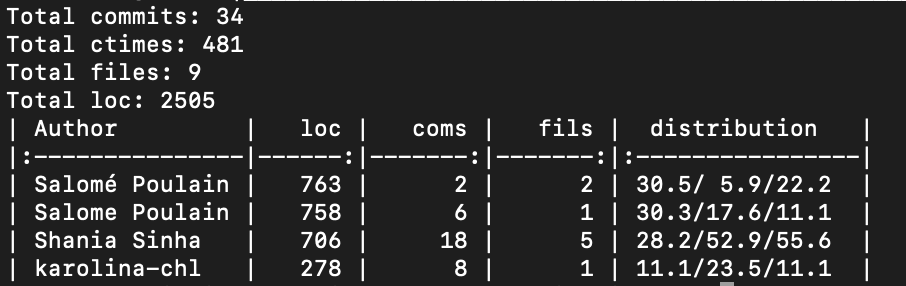 Total commits: 34
Total ctimes: 481
Total files: 9
Total loc: 2505
| Author         |   loc |   coms |   fils |  distribution   |
|:---------------|------:|-------:|-------:|:----------------|
| Salomé Poulain |   763 |      2 |      2 | 30.5/ 5.9/22.2  |
| Salome Poulain |   758 |      6 |      1 | 30.3/17.6/11.1  |
| Shania Sinha   |   706 |     18 |      5 | 28.2/52.9/55.6  |
| karolina-chl   |   278 |      8 |      1 | 11.1/23.5/11.1  |